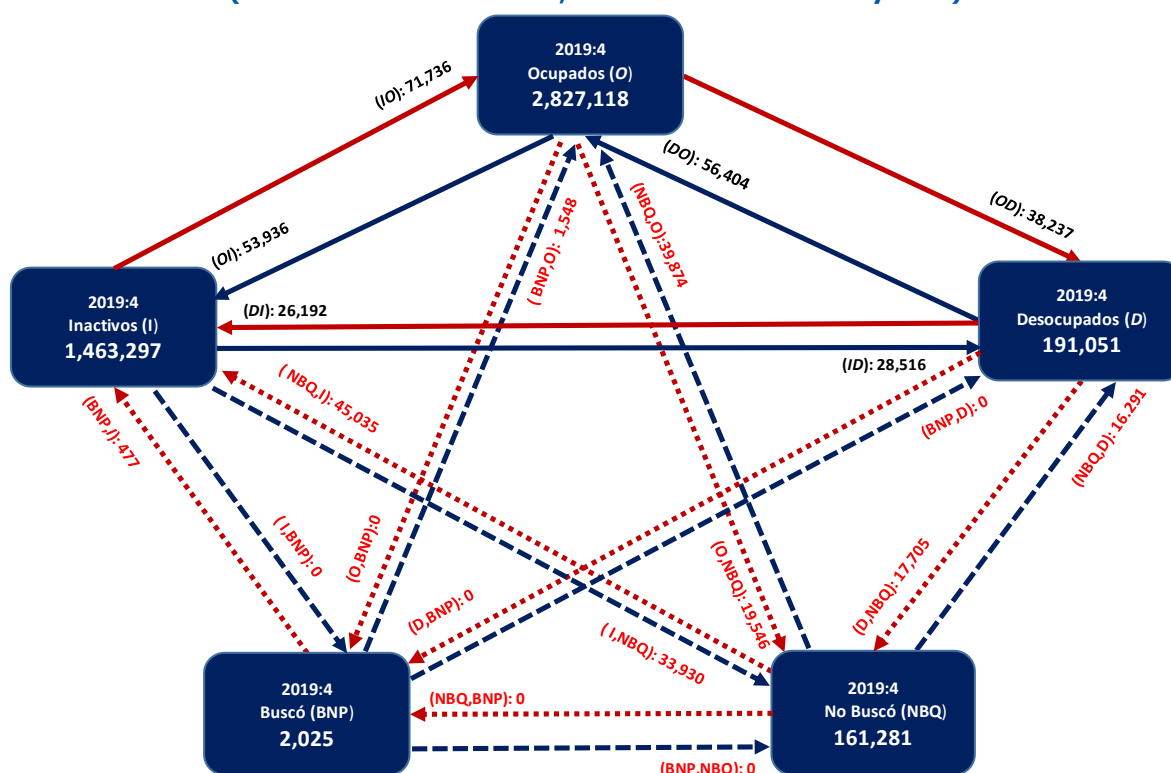 2019:4
Ocupados (O)
2,827,118
(IO): 71,736
(DO): 56,404
(OD): 38,237
(OI): 53,936
(BNP,O): 1,548
(NBQ,O):39,874
2019:4
Inactivos (I)
1,463,297
(DI): 26,192
(ID): 28,516
2019:4
Desocupados (D)
191,051
(BNP,I): 477
(NBQ,I): 45,035
(BNP,D): 0
(NBQ,D): 16.291
(I,BNP): 0
(O,BNP):0
(D,BNP): 0
(I,NBQ): 33,930
(O,NBQ): 19,546
(D,NBQ): 17,705
2019:4
Buscó (BNP)
2,025
(NBQ,BNP): 0
(BNP,NBQ): 0
2019:4
No Buscó (NBQ)
161,281